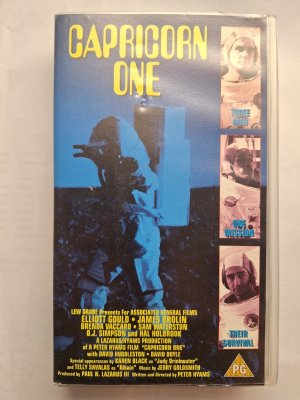 CAPRICORN
ONE
THREE
MEN
ONE
MISSION
THEIR
SURVIVAL
LEW GRADE Presents For ASSOCIATED GENERAL FILMS
ELLIOTT GOULD · JAMES BROLIN
BRENDA VACCARO · SAM WATERSTON
O.J. SIMPSON and HAL HOLBROOK
A LAZARUS/HYAMS PRODUCTION
OF A PETER HYAMS FILM "CAPRICORN ONE"
with DAVID HUDDLESTON · DAVID DOYLE
Special appearances by KAREN BLACK as "Judy Drinkwater"
and TELLY SAVALAS as "Albain" Music by JERRY GOLDSMITH
Produced by PAUL N. LAZARUS III Written and Directed by PETER HYAMS
PG